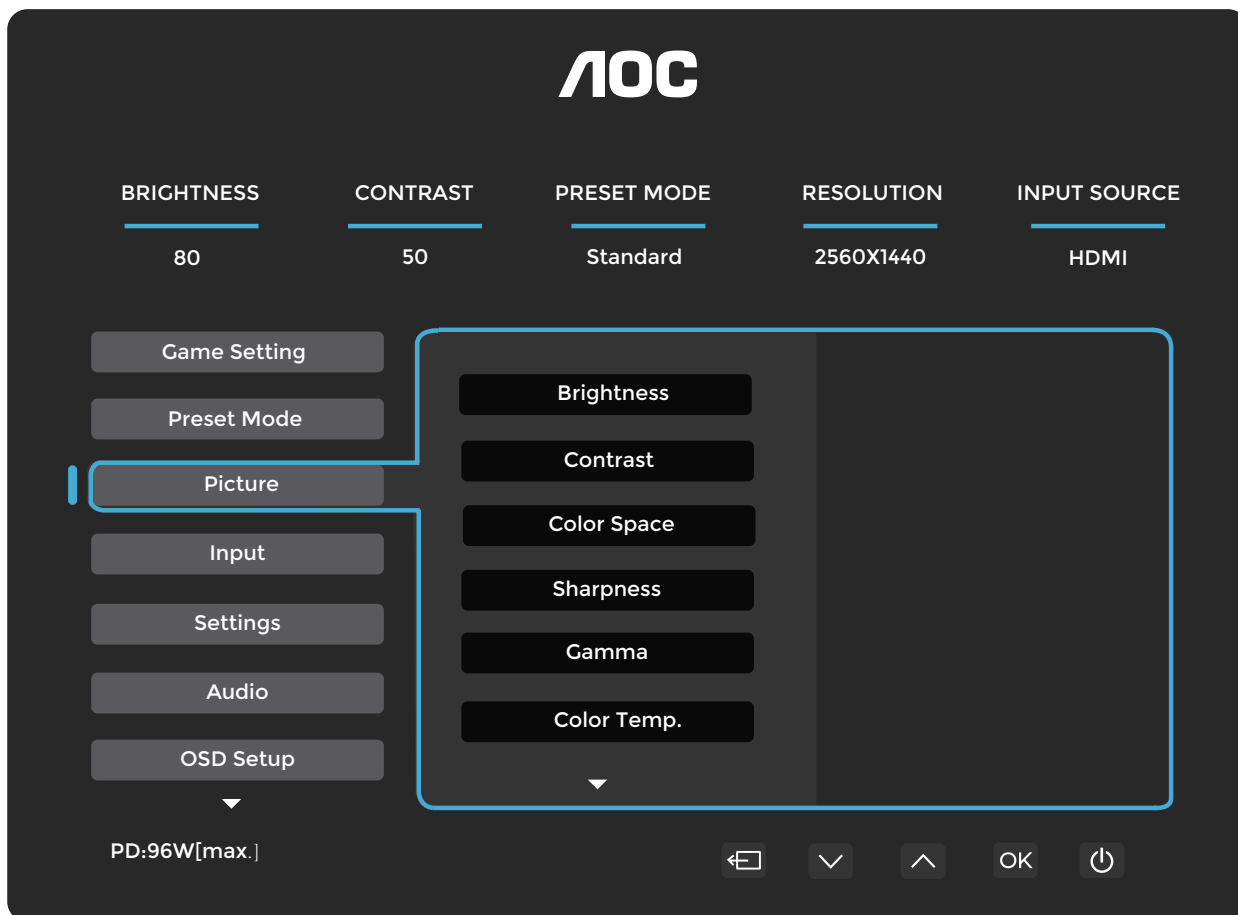 AOC
BRIGHTNESS CONTRAST PRESET MODE RESOLUTION INPUT SOURCE
80 50 Standard 2560X1440 HDMI
Game Setting
Preset Mode
Picture
Input
Settings
Audio
OSD Setup
Brightness
Contrast
Color Space
Sharpness
Gamma
Color Temp.
PD:96W[max.]
OK